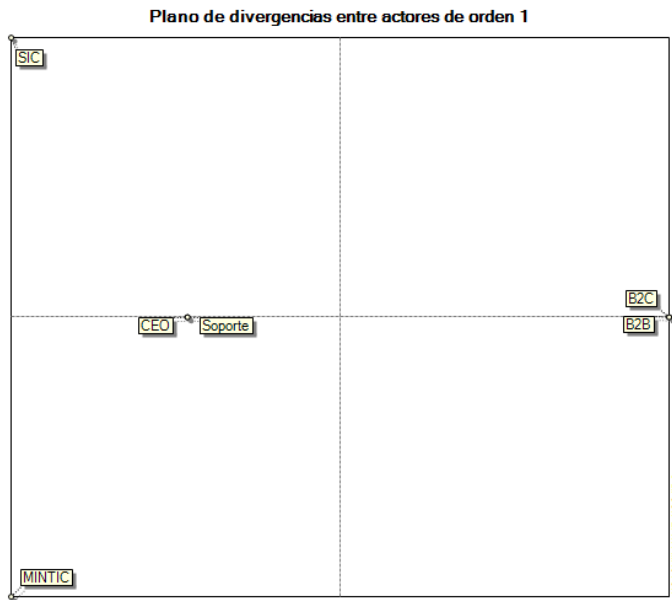 Plano de divergencias entre actores de orden 1
SIC
B2C
CEO Soporte B2B
MINTIC